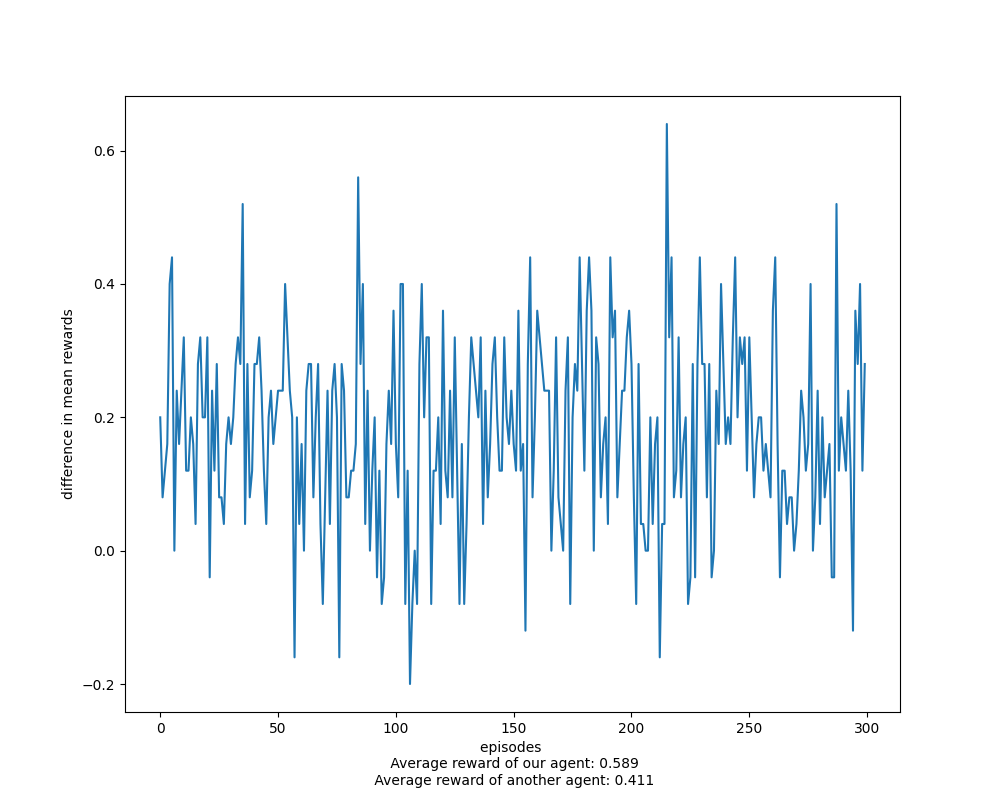 difference in mean rewards
0.6
0.4
0.2
0.0
−0.2
0 50 100 150 200 250 300
episodes
Average reward of our agent: 0.589
Average reward of another agent: 0.411